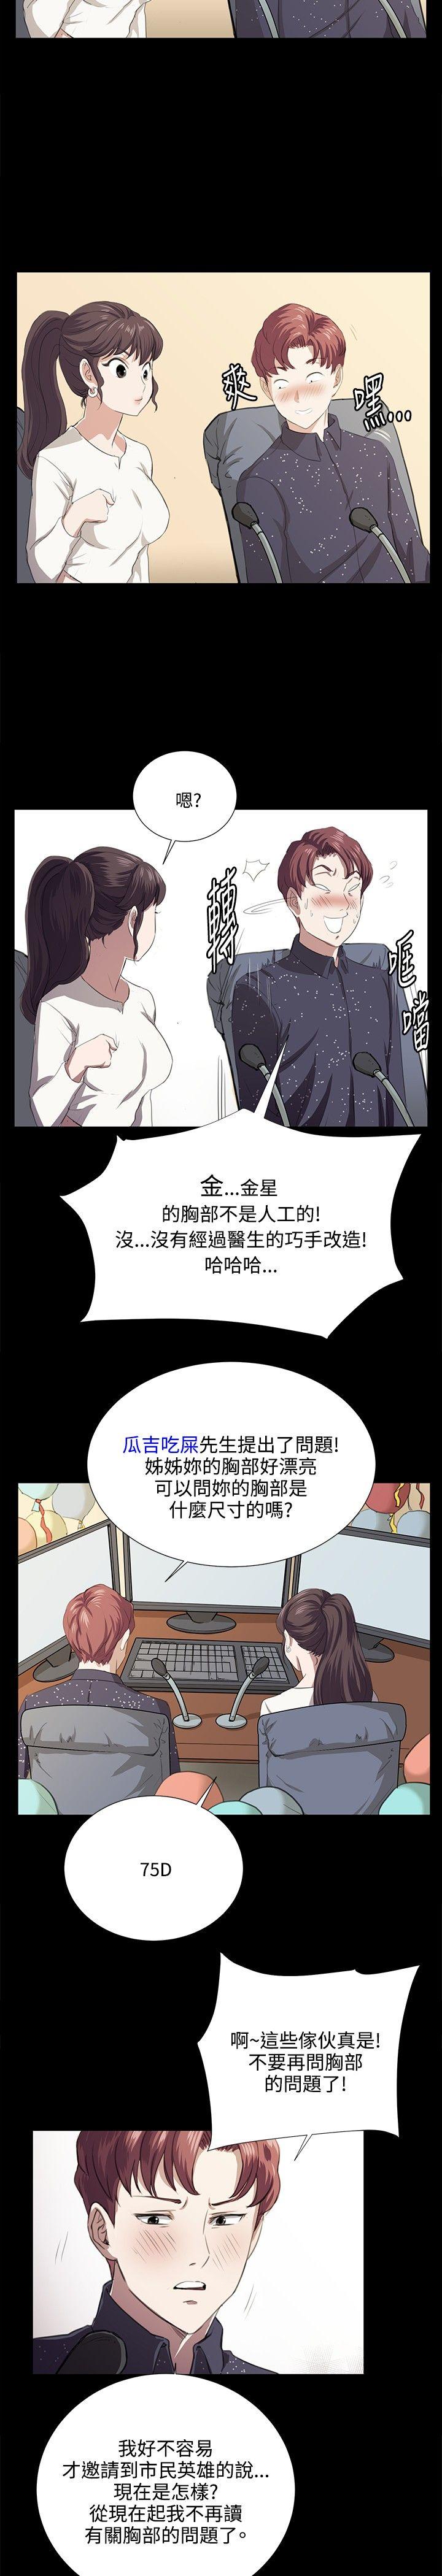 爽
嘿...
嗯?
轉
哐
噹
金...金星
的胸部不是人工的!
沒...沒有經過醫生的巧手改造!
哈哈哈...
瓜吉吃屎先生提出了問題!
姊姊妳的胸部好漂亮
可以問妳的胸部是
什麼尺寸的嗎?
75D
啊~這些傢伙真是!
不要再問胸部
的問題了!
我好不容易
才邀請到市民英雄的說...
現在是怎樣?
從現在起我不再讀
有關胸部的問題了。